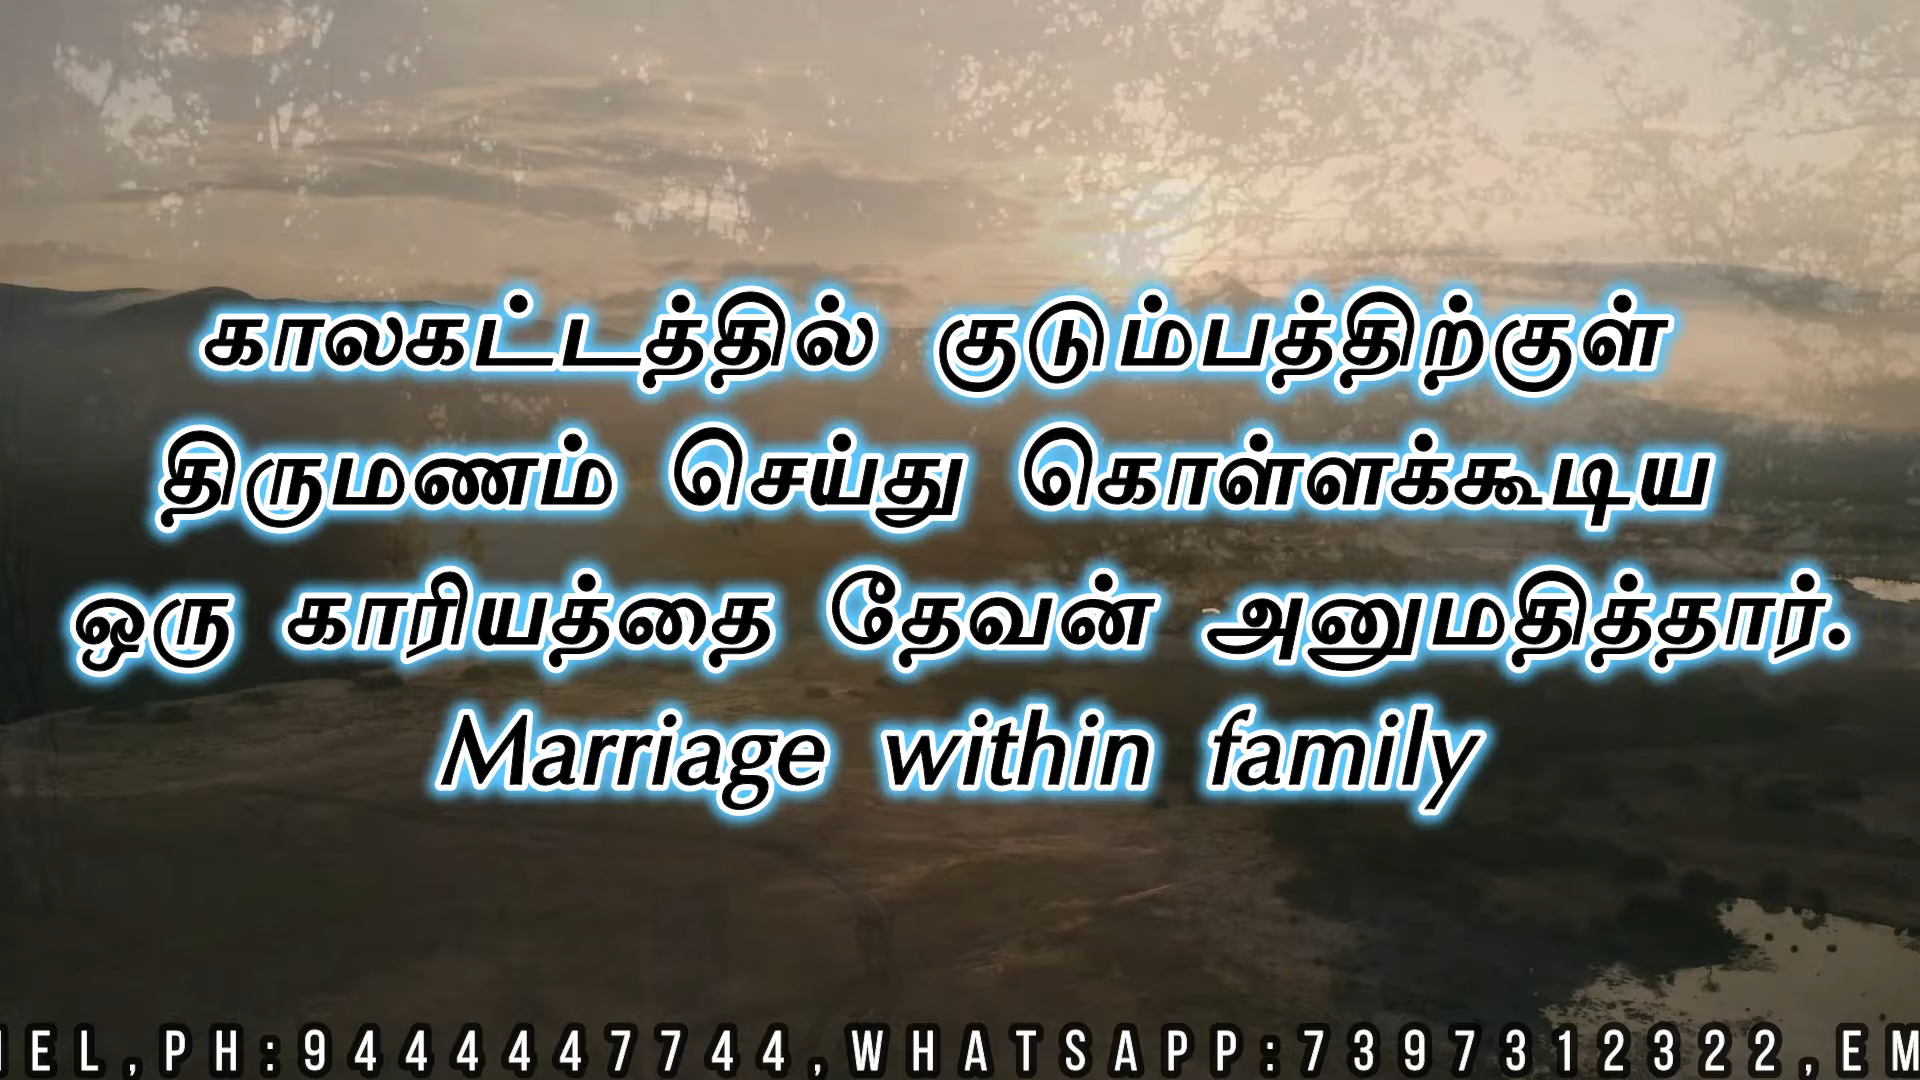 காலகட்டத்தில் குடும்பத்திற்குள்
திருமணம் செய்து கொள்ளக்கூடிய
ஒரு காரியத்தை தேவன் அனுமதித்தார்.
Marriage within family
EL,PH:9444447744,WHATSAPP:7397312322,EM